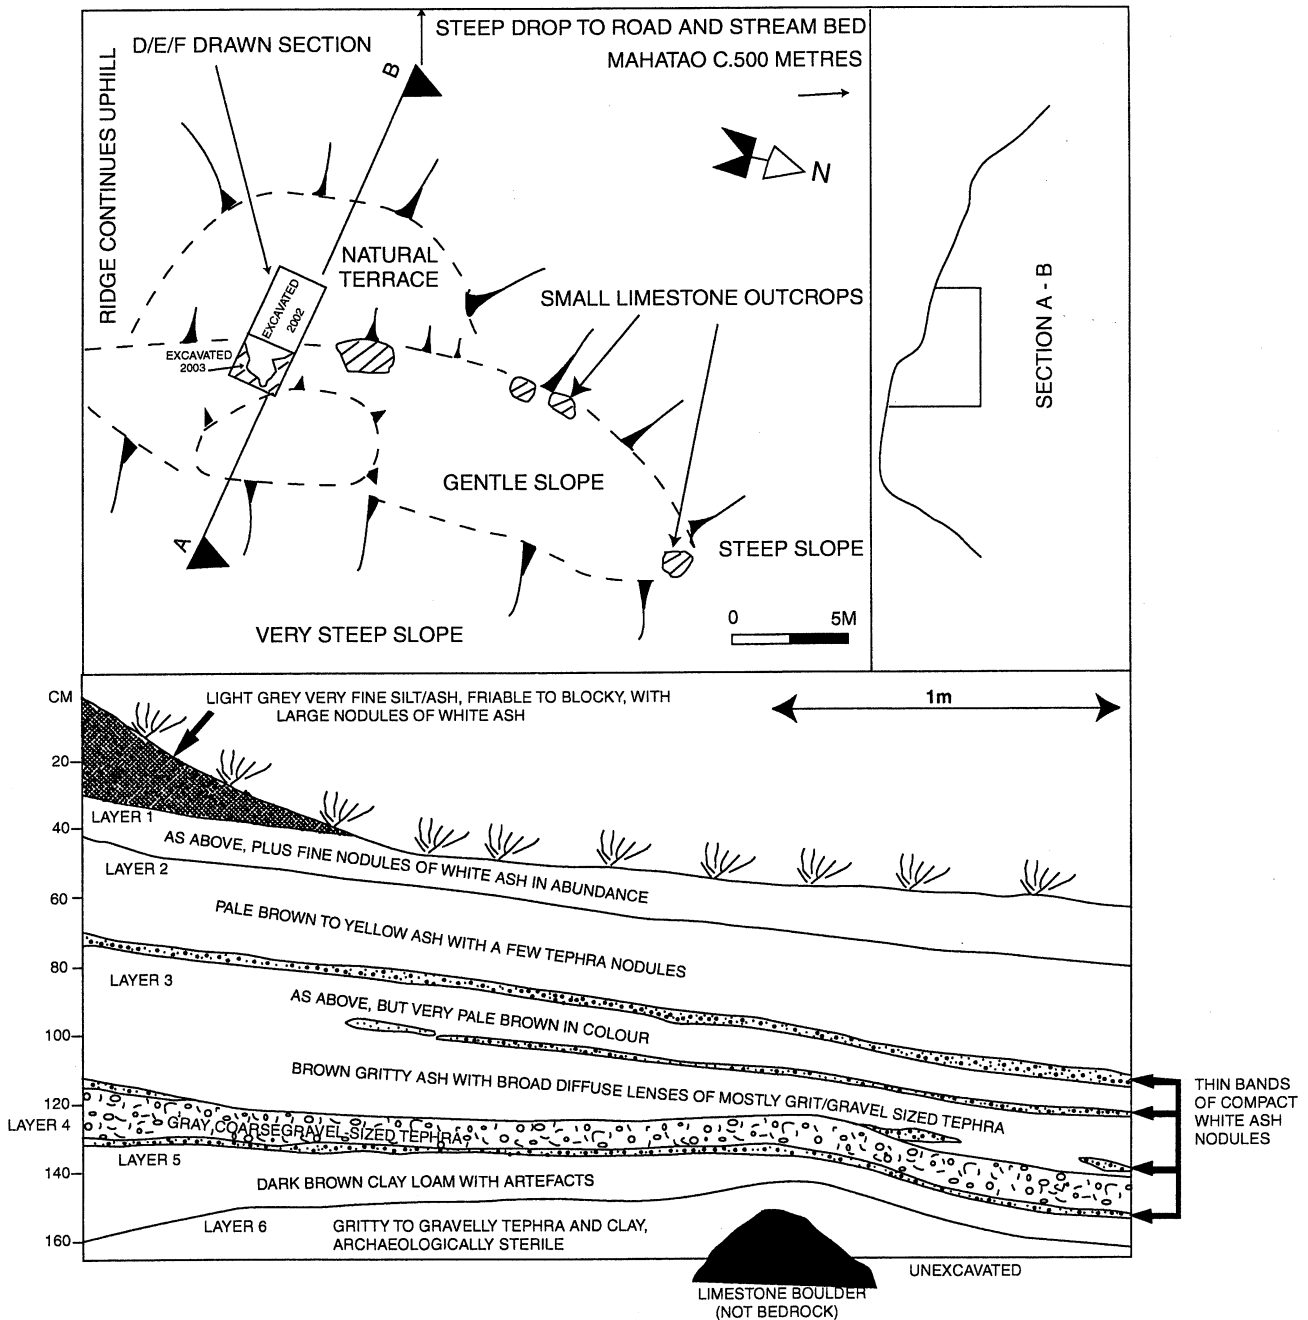 STEEP DROP TO ROAD AND STREAM BED
MAHATAO C.500 METRES
D/E/F DRAWN SECTION
RIDGE CONTINUES UPHILL
B
N
NATURAL
TERRACE
SMALL LIMESTONE OUTCROPS
EXCAVATED
2002
EXCAVATED
2003
GENTLE SLOPE
STEEP SLOPE
A
VERY STEEP SLOPE
0 5M
SECTION A - B
CM
LIGHT GREY VERY FINE SILT/ASH, FRIABLE TO BLOCKY, WITH
LARGE NODULES OF WHITE ASH
1m
20
40
60
80
100
120
140
160
LAYER 1
AS ABOVE, PLUS FINE NODULES OF WHITE ASH IN ABUNDANCE
LAYER 2
PALE BROWN TO YELLOW ASH WITH A FEW TEPHRA NODULES
LAYER 3
AS ABOVE, BUT VERY PALE BROWN IN COLOUR
BROWN GRITTY ASH WITH BROAD DIFFUSE LENSES OF MOSTLY GRIT/GRAVEL SIZED TEPHRA
THIN BANDS
OF COMPACT
WHITE ASH
NODULES
LAYER 4
GRAY, COARSEGRAVEL-SIZED TEPHRA
LAYER 5
DARK BROWN CLAY LOAM WITH ARTEFACTS
LAYER 6
GRITTY TO GRAVELLY TEPHRA AND CLAY,
ARCHAEOLOGICALLY STERILE
UNEXCAVATED
LIMESTONE BOULDER
(NOT BEDROCK)